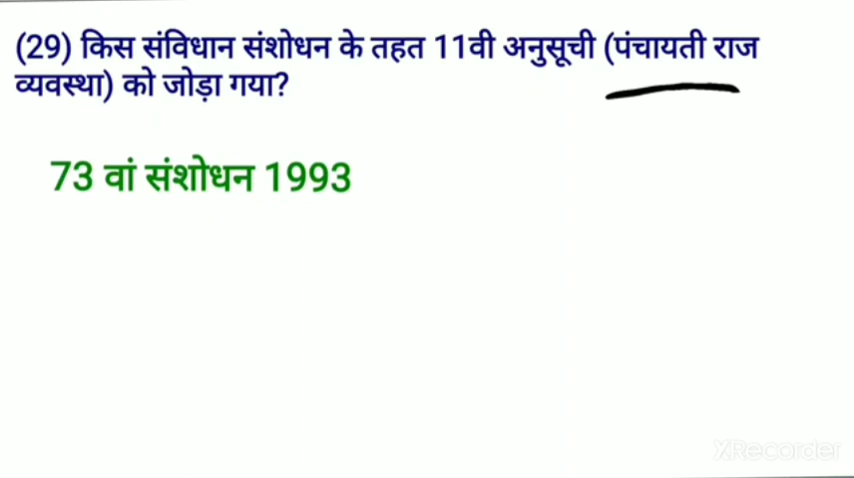 (29) किस संविधान संशोधन के तहत 11वी अनुसूची (पंचायती राज
व्यवस्था) को जोड़ा गया?
73 वां संशोधन 1993
XRecorder